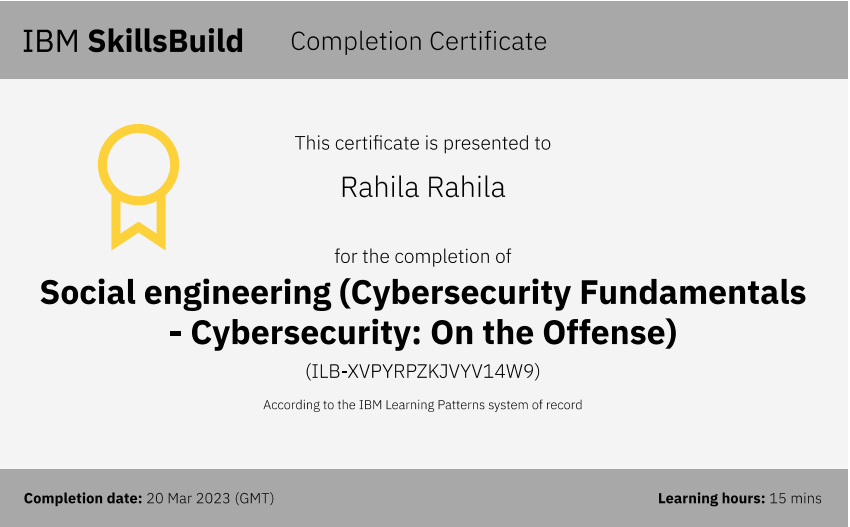 IBM SkillsBuild Completion Certificate
This certificate is presented to
Rahila Rahila
for the completion of
Social engineering (Cybersecurity Fundamentals
- Cybersecurity: On the Offense)
(ILB-XVPYRPZKJVYV14W9)
According to the IBM Learning Patterns system of record
Completion date: 20 Mar 2023 (GMT)
Learning hours: 15 mins